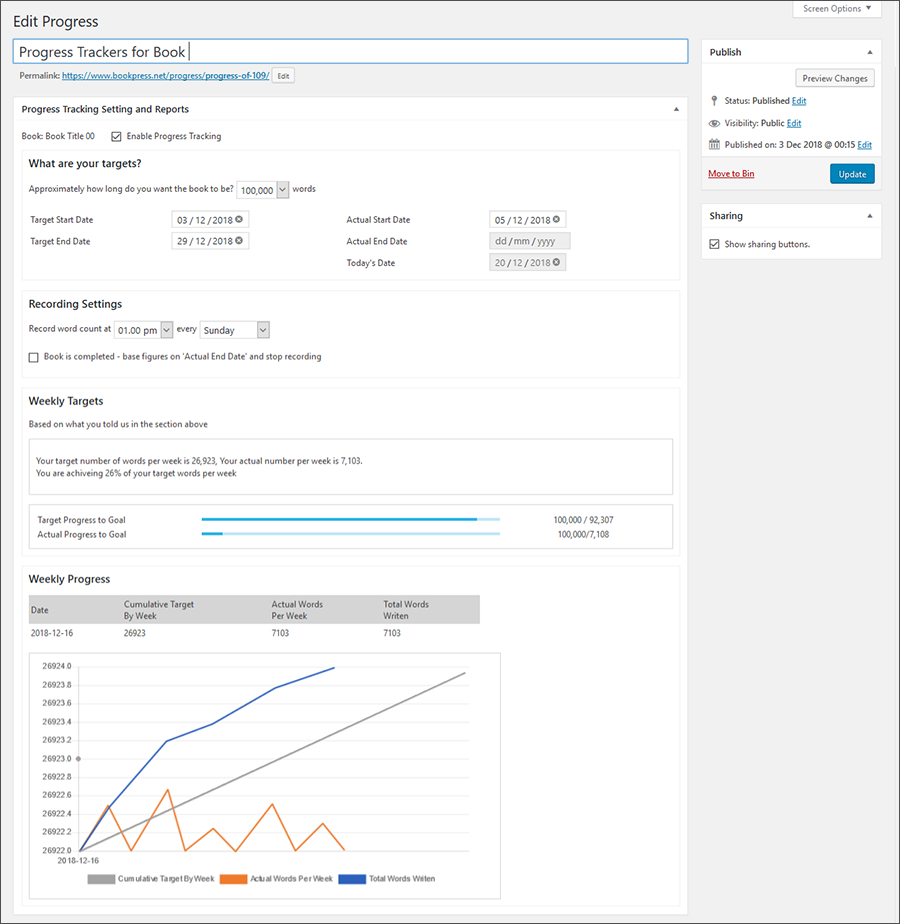 Screen Options
Edit Progress
Progress Trackers for Book
Permalink: https://www.bookpress.net/progress/progress-of-109/ Edit
Progress Tracking Setting and Reports
Book: Book Title 00 Enable Progress Tracking
What are your targets?
Approximately how long do you want the book to be? 100,000 words
Target Start Date 03 / 12 / 2018 Actual Start Date 05 / 12 / 2018
Target End Date 29 / 12 / 2018 Actual End Date dd / mm / yyyy
Today's Date 20 / 12 / 2018
Recording Settings
Record word count at 01.00 pm every Sunday
Book is completed - base figures on 'Actual End Date' and stop recording
Weekly Targets
Based on what you told us in the section above
Your target number of words per week is 26,923, Your actual number per week is 7,103.
You are achiveing 26% of your target words per week
Target Progress to Goal 100,000 / 92,307
Actual Progress to Goal 100,000/7,108
Weekly Progress
Date Cumulative Target By Week Actual Words Per Week Total Words Writen
2018-12-16 26923 7103 7103
26924.0
26923.8
26923.6
26923.4
26923.2
26923.0
26922.8
26922.6
26922.4
26922.2
26922.0
2018-12-16
Cumulative Target By Week Actual Words Per Week Total Words Writen
Publish
Preview Changes
Status: Published Edit
Visibility: Public Edit
Published on: 3 Dec 2018 @ 00:15 Edit
Move to Bin Update
Sharing
Show sharing buttons.